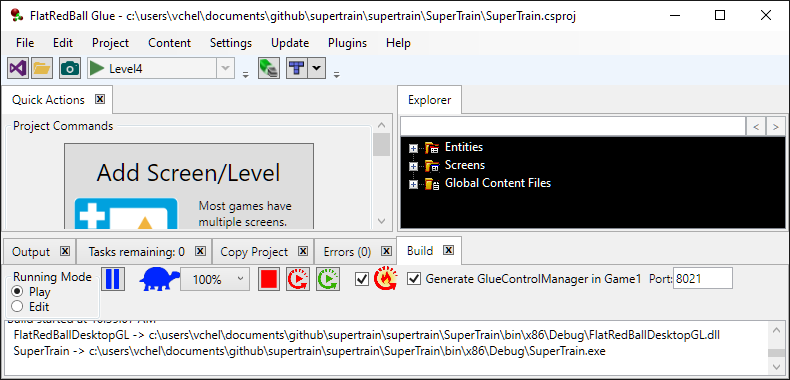 FlatRedBall Glue - c:\users\vchel\documents\github\supertrain\supertrain\SuperTrain\SuperTrain.csproj
File Edit Project Content Settings Update Plugins Help
Level4
Quick Actions X
Explorer
Project Commands
< >
Add Screen/Level
Most games have
multiple screens.
Entities
Screens
Global Content Files
Output X Tasks remaining: 0 X Copy Project X Errors (0) X Build X
Running Mode
Play
Edit
100%
Generate GlueControlManager in Game1 Port: 8021
Build started at
FlatRedBallDesktopGL -> c:\users\vchel\documents\github\supertrain\supertrain\SuperTrain\bin\x86\Debug\FlatRedBallDesktopGL.dll
SuperTrain -> c:\users\vchel\documents\github\supertrain\supertrain\SuperTrain\bin\x86\Debug\SuperTrain.exe